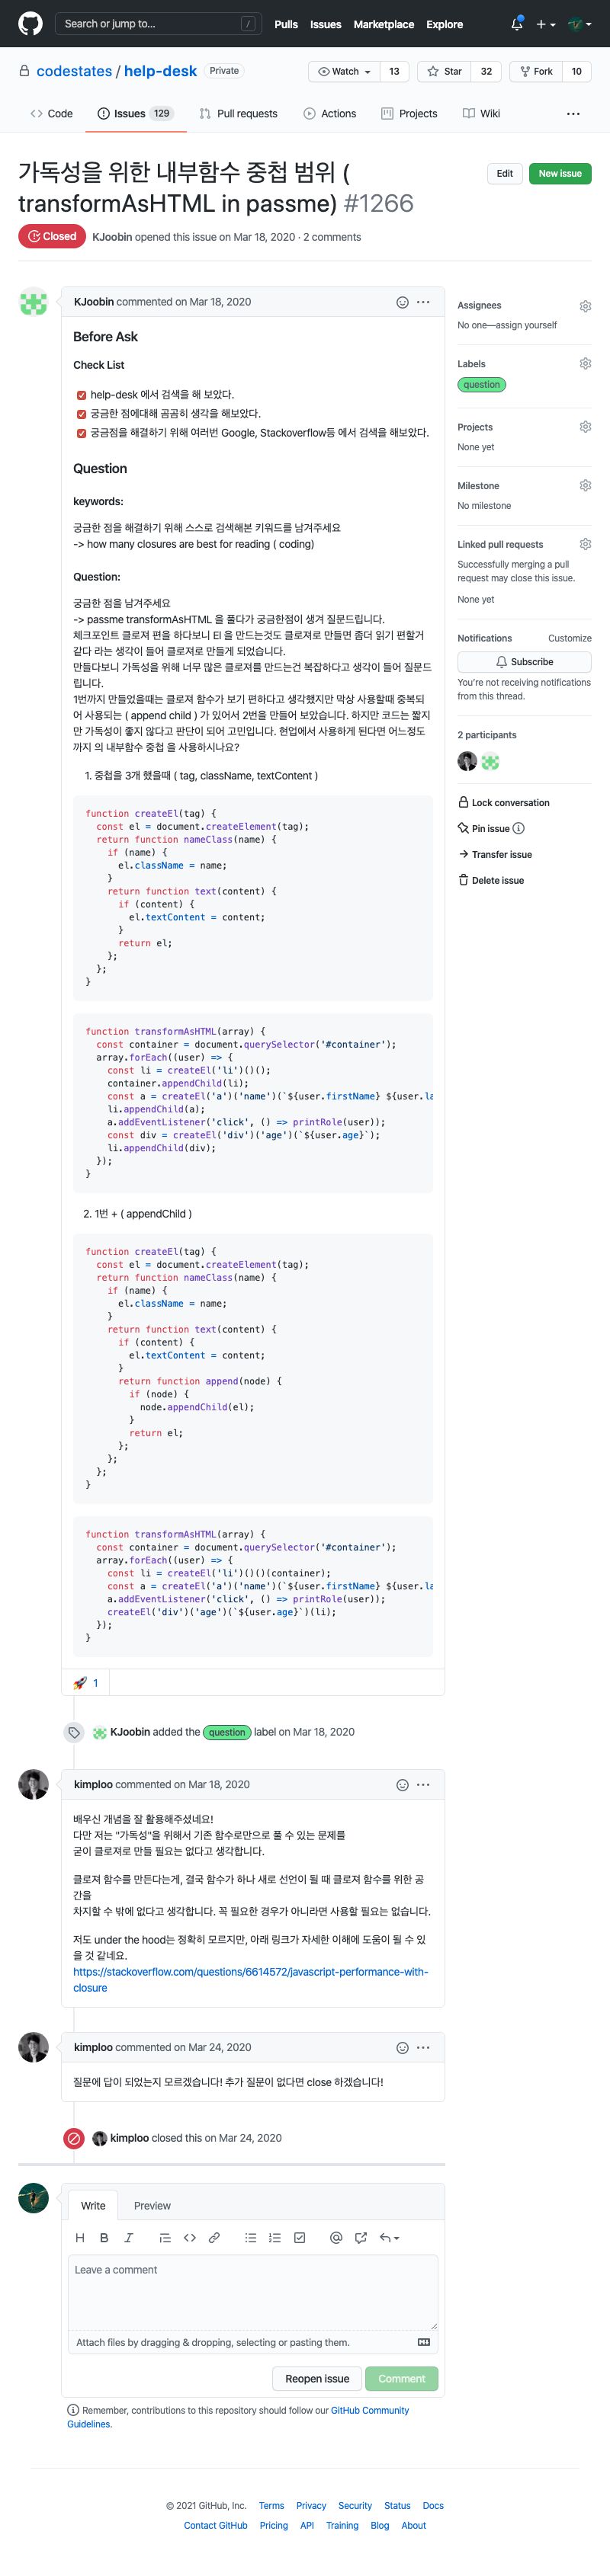 Search or jump to... /
Pulls Issues Marketplace Explore
codestates / help-desk Private
Watch 13 Star 32 Fork 10
Code Issues 129 Pull requests Actions Projects Wiki ...
가독성을 위한 내부함수 중첩 범위 (
transformAsHTML in passme) #1266
Edit New issue
Closed KJoobin opened this issue on Mar 18, 2020 · 2 comments
KJoobin commented on Mar 18, 2020
Before Ask
Check List
help-desk 에서 검색을 해 보았다.
궁금한 점에대해 곰곰히 생각을 해보았다.
궁금점을 해결하기 위해 여러번 Google, Stackoverflow등 에서 검색을 해보았다.
Question
keywords:
궁금한 점을 해결하기 위해 스스로 검색해본 키워드를 남겨주세요
-> how many closures are best for reading ( coding)
Question:
궁금한 점을 남겨주세요
-> passme transformAsHTML 을 풀다가 궁금한점이 생겨 질문드립니다.
체크포인트 클로져 편을 하다보니 El 을 만드는것도 클로져로 만들면 좀더 읽기 편할거
같다 라는 생각이 들어 클로져로 만들게 되었습니다.
만들다보니 가독성을 위해 너무 많은 클로져를 만드는건 복잡하다고 생각이 들어 질문드
립니다.
1번까지 만들었을때는 클로져 함수가 보기 편하다고 생각했지만 막상 사용할때 중복되
어 사용되는 ( append child ) 가 있어서 2번을 만들어 보았습니다. 하지만 코드는 짧지
만 가독성이 좋지 않다고 판단이 되어 고민입니다. 현업에서 사용하게 된다면 어느정도
까지 의 내부함수 중첩 을 사용하시나요?
1. 중첩을 3개 했을때 ( tag, className, textContent )
function createEl(tag) {
const el = document.createElement(tag);
return function nameClass(name) {
if (name) {
el.className = name;
}
return function text(content) {
if (content) {
el.textContent = content;
}
return el;
};
};
}
function transformAsHTML(array) {
const container = document.querySelector('#container');
array.forEach((user) => {
const li = createEl('li')()();
container.appendChild(li);
const a = createEl('a')('name')(`${user.firstName} ${user.la
li.appendChild(a);
a.addEventListener('click', () => printRole(user));
const div = createEl('div')('age')(`${user.age}`);
li.appendChild(div);
});
}
2. 1번 + ( appendChild )
function createEl(tag) {
const el = document.createElement(tag);
return function nameClass(name) {
if (name) {
el.className = name;
}
return function text(content) {
if (content) {
el.textContent = content;
}
return function append(node) {
if (node) {
node.appendChild(el);
}
return el;
};
};
};
}
function transformAsHTML(array) {
const container = document.querySelector('#container');
array.forEach((user) => {
const li = createEl('li')()()(container);
const a = createEl('a')('name')(`${user.firstName} ${user.la
a.addEventListener('click', () => printRole(user));
createEl('div')('age')(`${user.age}`)(li);
});
}
🚀 1
KJoobin added the question label on Mar 18, 2020
kimploo commented on Mar 18, 2020
배우신 개념을 잘 활용해주셨네요!
다만 저는 "가독성"을 위해서 기존 함수로만으로 풀 수 있는 문제를
굳이 클로져로 만들 필요는 없다고 생각합니다.
클로져 함수를 만든다는게, 결국 함수가 하나 새로 선언이 될 때 클로져 함수를 위한 공
간을
차지할 수 밖에 없다고 생각합니다. 꼭 필요한 경우가 아니라면 사용할 필요는 없습니다.
저도 under the hood는 정확히 모르지만, 아래 링크가 자세한 이해에 도움이 될 수 있
을 것 같네요.
https://stackoverflow.com/questions/6614572/javascript-performance-with-
closure
kimploo commented on Mar 24, 2020
질문에 답이 되었는지 모르겠습니다! 추가 질문이 없다면 close 하겠습니다!
kimploo closed this on Mar 24, 2020
Write Preview
Leave a comment
Attach files by dragging & dropping, selecting or pasting them.
Reopen issue Comment
Remember, contributions to this repository should follow our GitHub Community
Guidelines.
Assignees
No one—assign yourself
Labels
question
Projects
None yet
Milestone
No milestone
Linked pull requests
Successfully merging a pull
request may close this issue.
None yet
Notifications Customize
Subscribe
You're not receiving notifications
from this thread.
2 participants
Lock conversation
Pin issue
Transfer issue
Delete issue
© 2021 GitHub, Inc. Terms Privacy Security Status Docs
Contact GitHub Pricing API Training Blog About